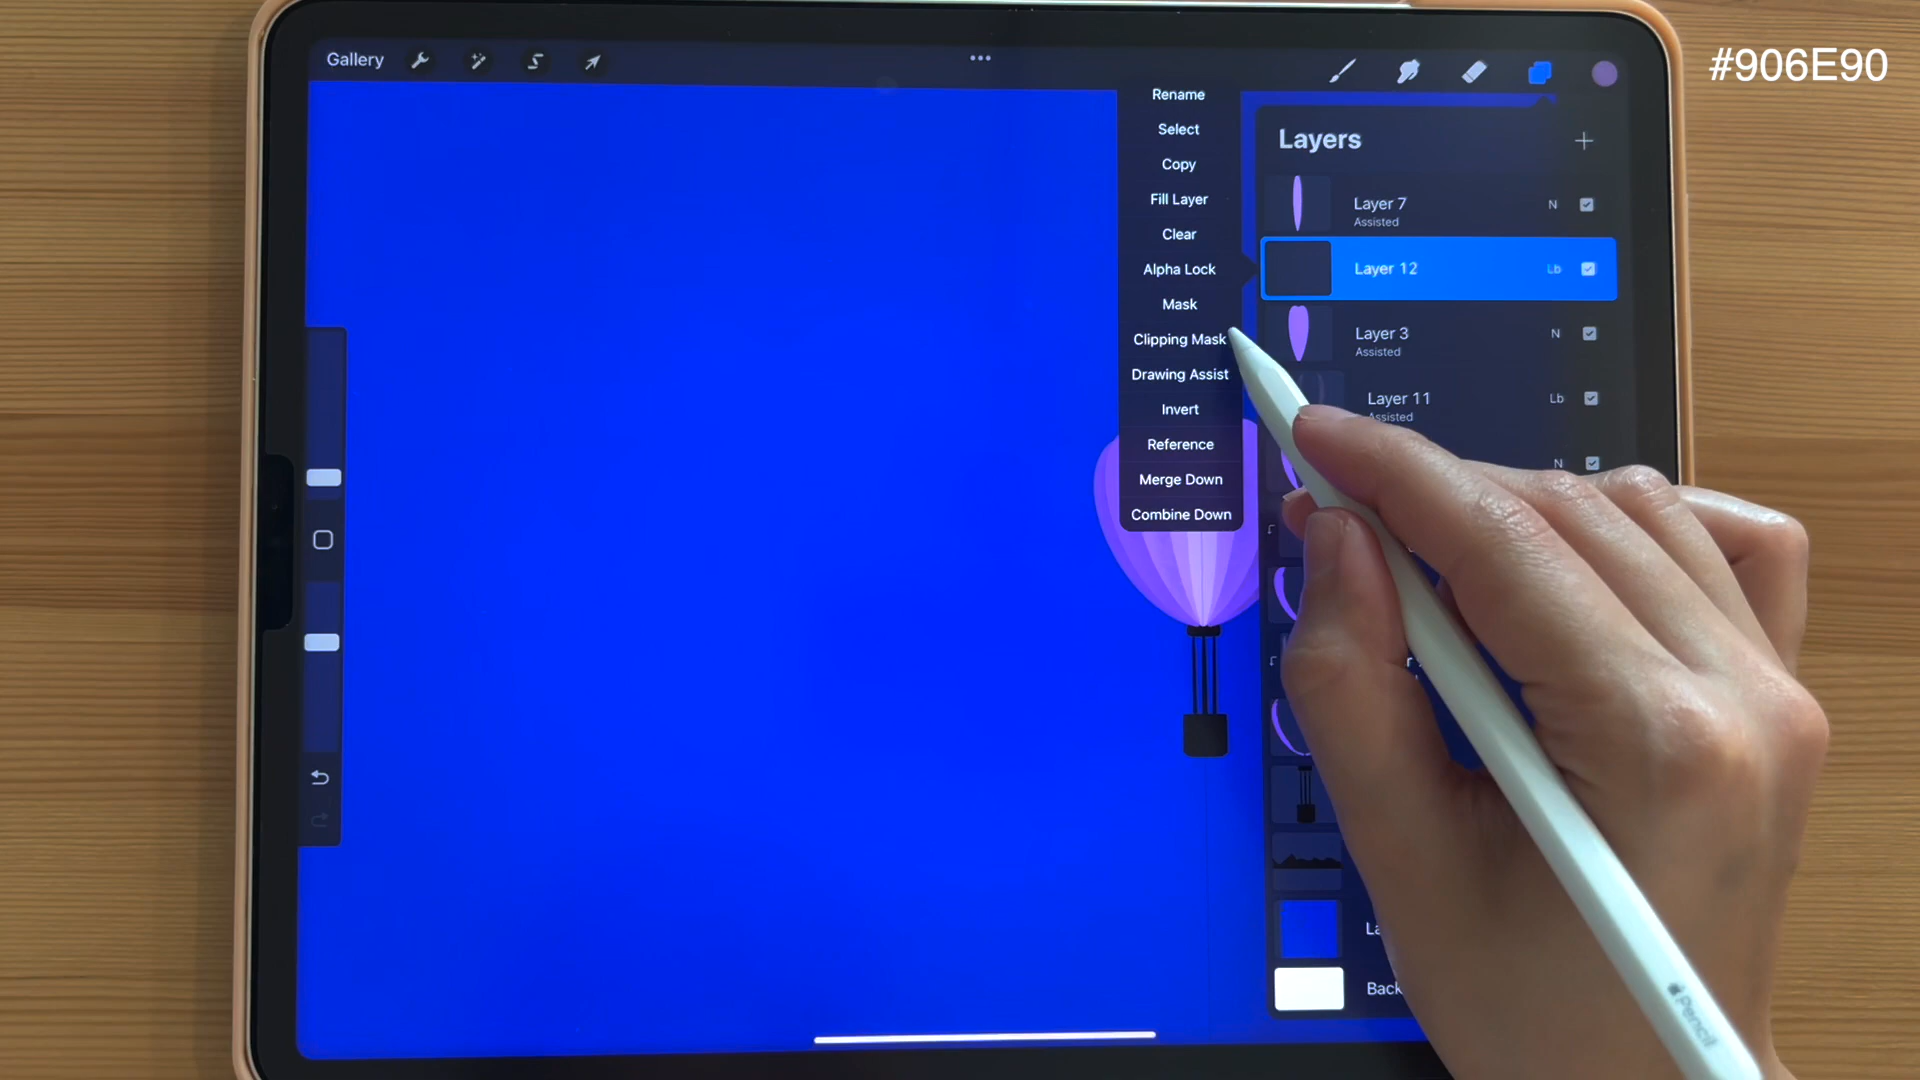 #906E90
Gallery
Rename
Select
Copy
Fill Layer
Clear
Alpha Lock
Mask
Clipping Mask
Drawing Assist
Invert
Reference
Merge Down
Combine Down
Layers
Layer 7
N
Assisted
Layer 12
Lb
Layer 3
N
Assisted
Layer 11
Lb
Assisted
N
Pencil